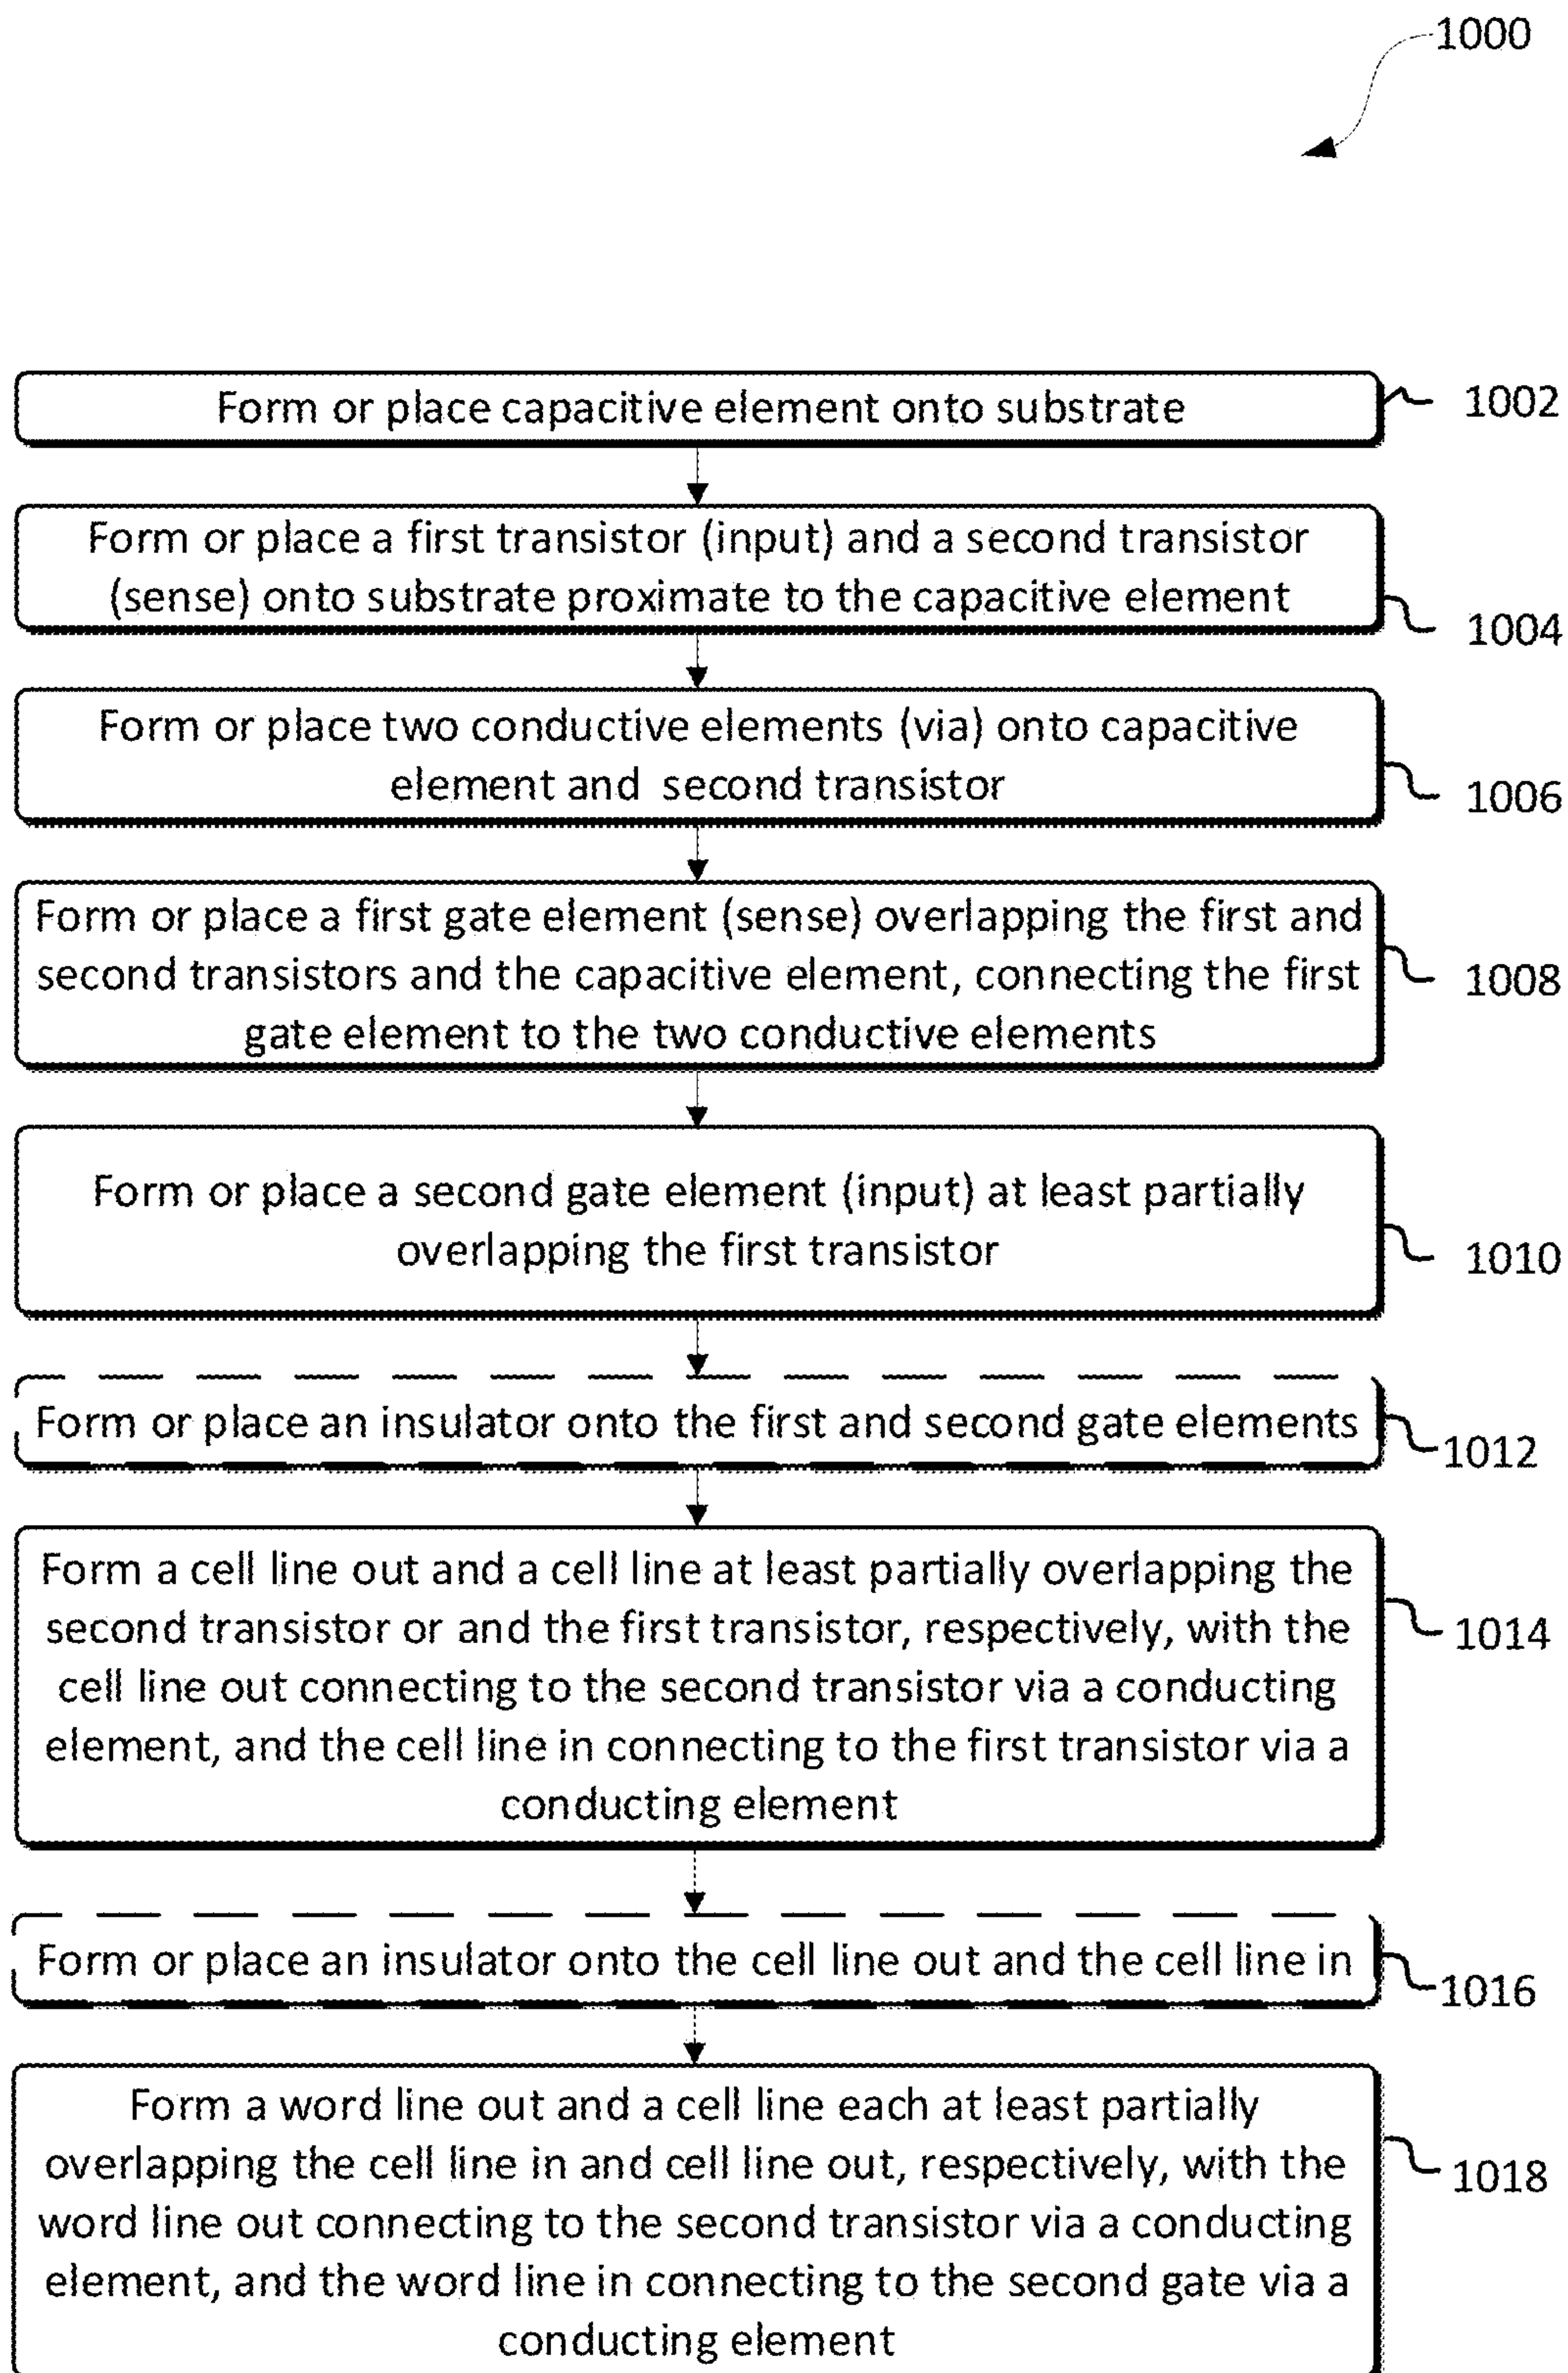 1000
Form or place capacitive element onto substrate
1002
Form or place a first transistor (input) and a second transistor
(sense) onto substrate proximate to the capacitive element
1004
Form or place two conductive elements (via) onto capacitive
element and second transistor
1006
Form or place a first gate element (sense) overlapping the first and
second transistors and the capacitive element, connecting the first
gate element to the two conductive elements
1008
Form or place a second gate element (input) at least partially
overlapping the first transistor
1010
Form or place an insulator onto the first and second gate elements
1012
Form a cell line out and a cell line at least partially overlapping the
second transistor or and the first transistor, respectively, with the
cell line out connecting to the second transistor via a conducting
element, and the cell line in connecting to the first transistor via a
conducting element
1014
Form or place an insulator onto the cell line out and the cell line in
1016
Form a word line out and a cell line each at least partially
overlapping the cell line in and cell line out, respectively, with the
word line out connecting to the second transistor via a conducting
element, and the word line in connecting to the second gate via a
conducting element
1018